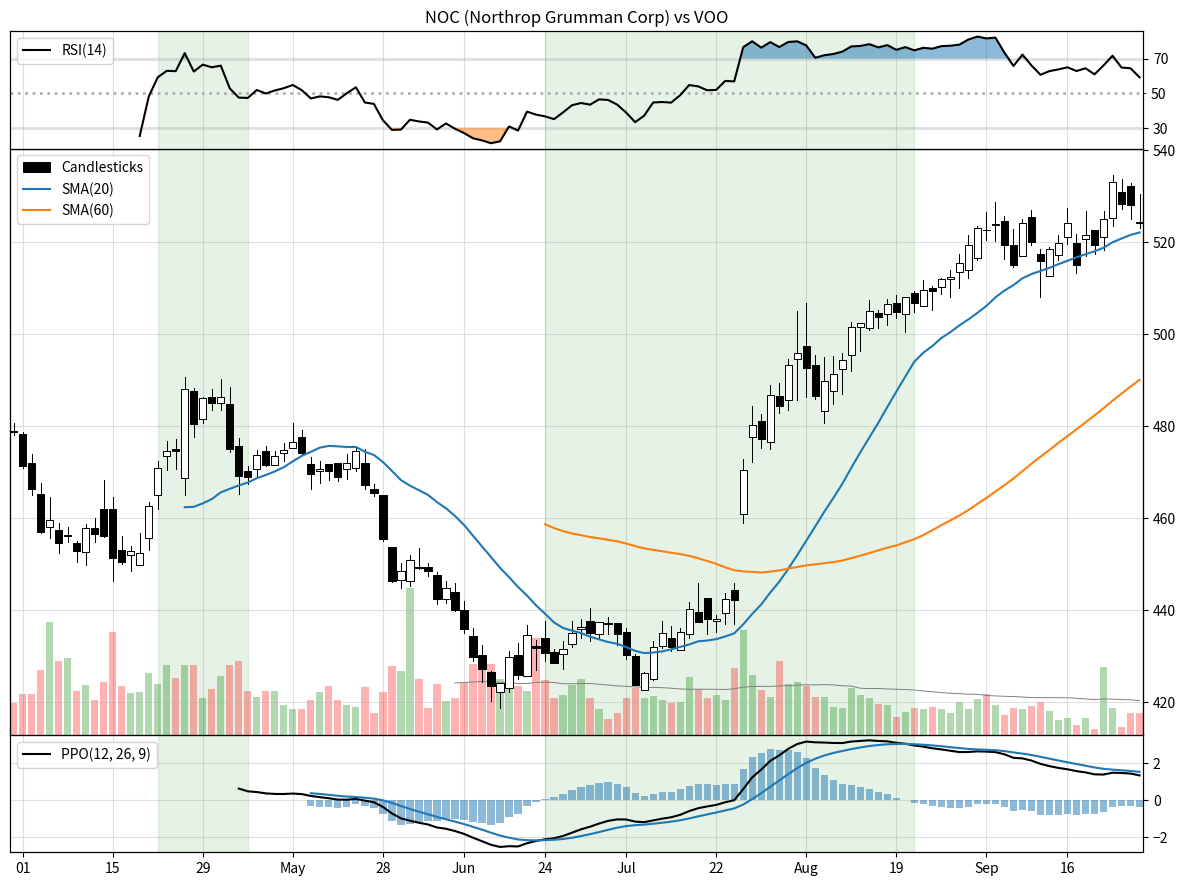 NOC (Northrop Grumman Corp) vs VOO
RSI(14)
70
50
30
540
Candlesticks
SMA(20)
SMA(60)
520
500
480
460
440
420
PPO(12, 26, 9)
2
0
−2
01 15 29 May 28 Jun 24 Jul 22 Aug 19 Sep 16